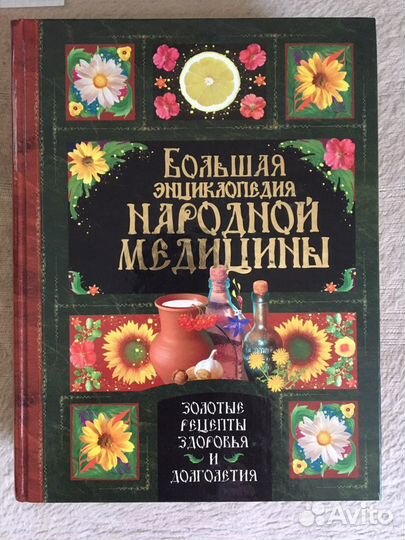 Большая
энциклопедия
народной
медицины
золотые
рецепты
здоровья
и
долголетия
Avito